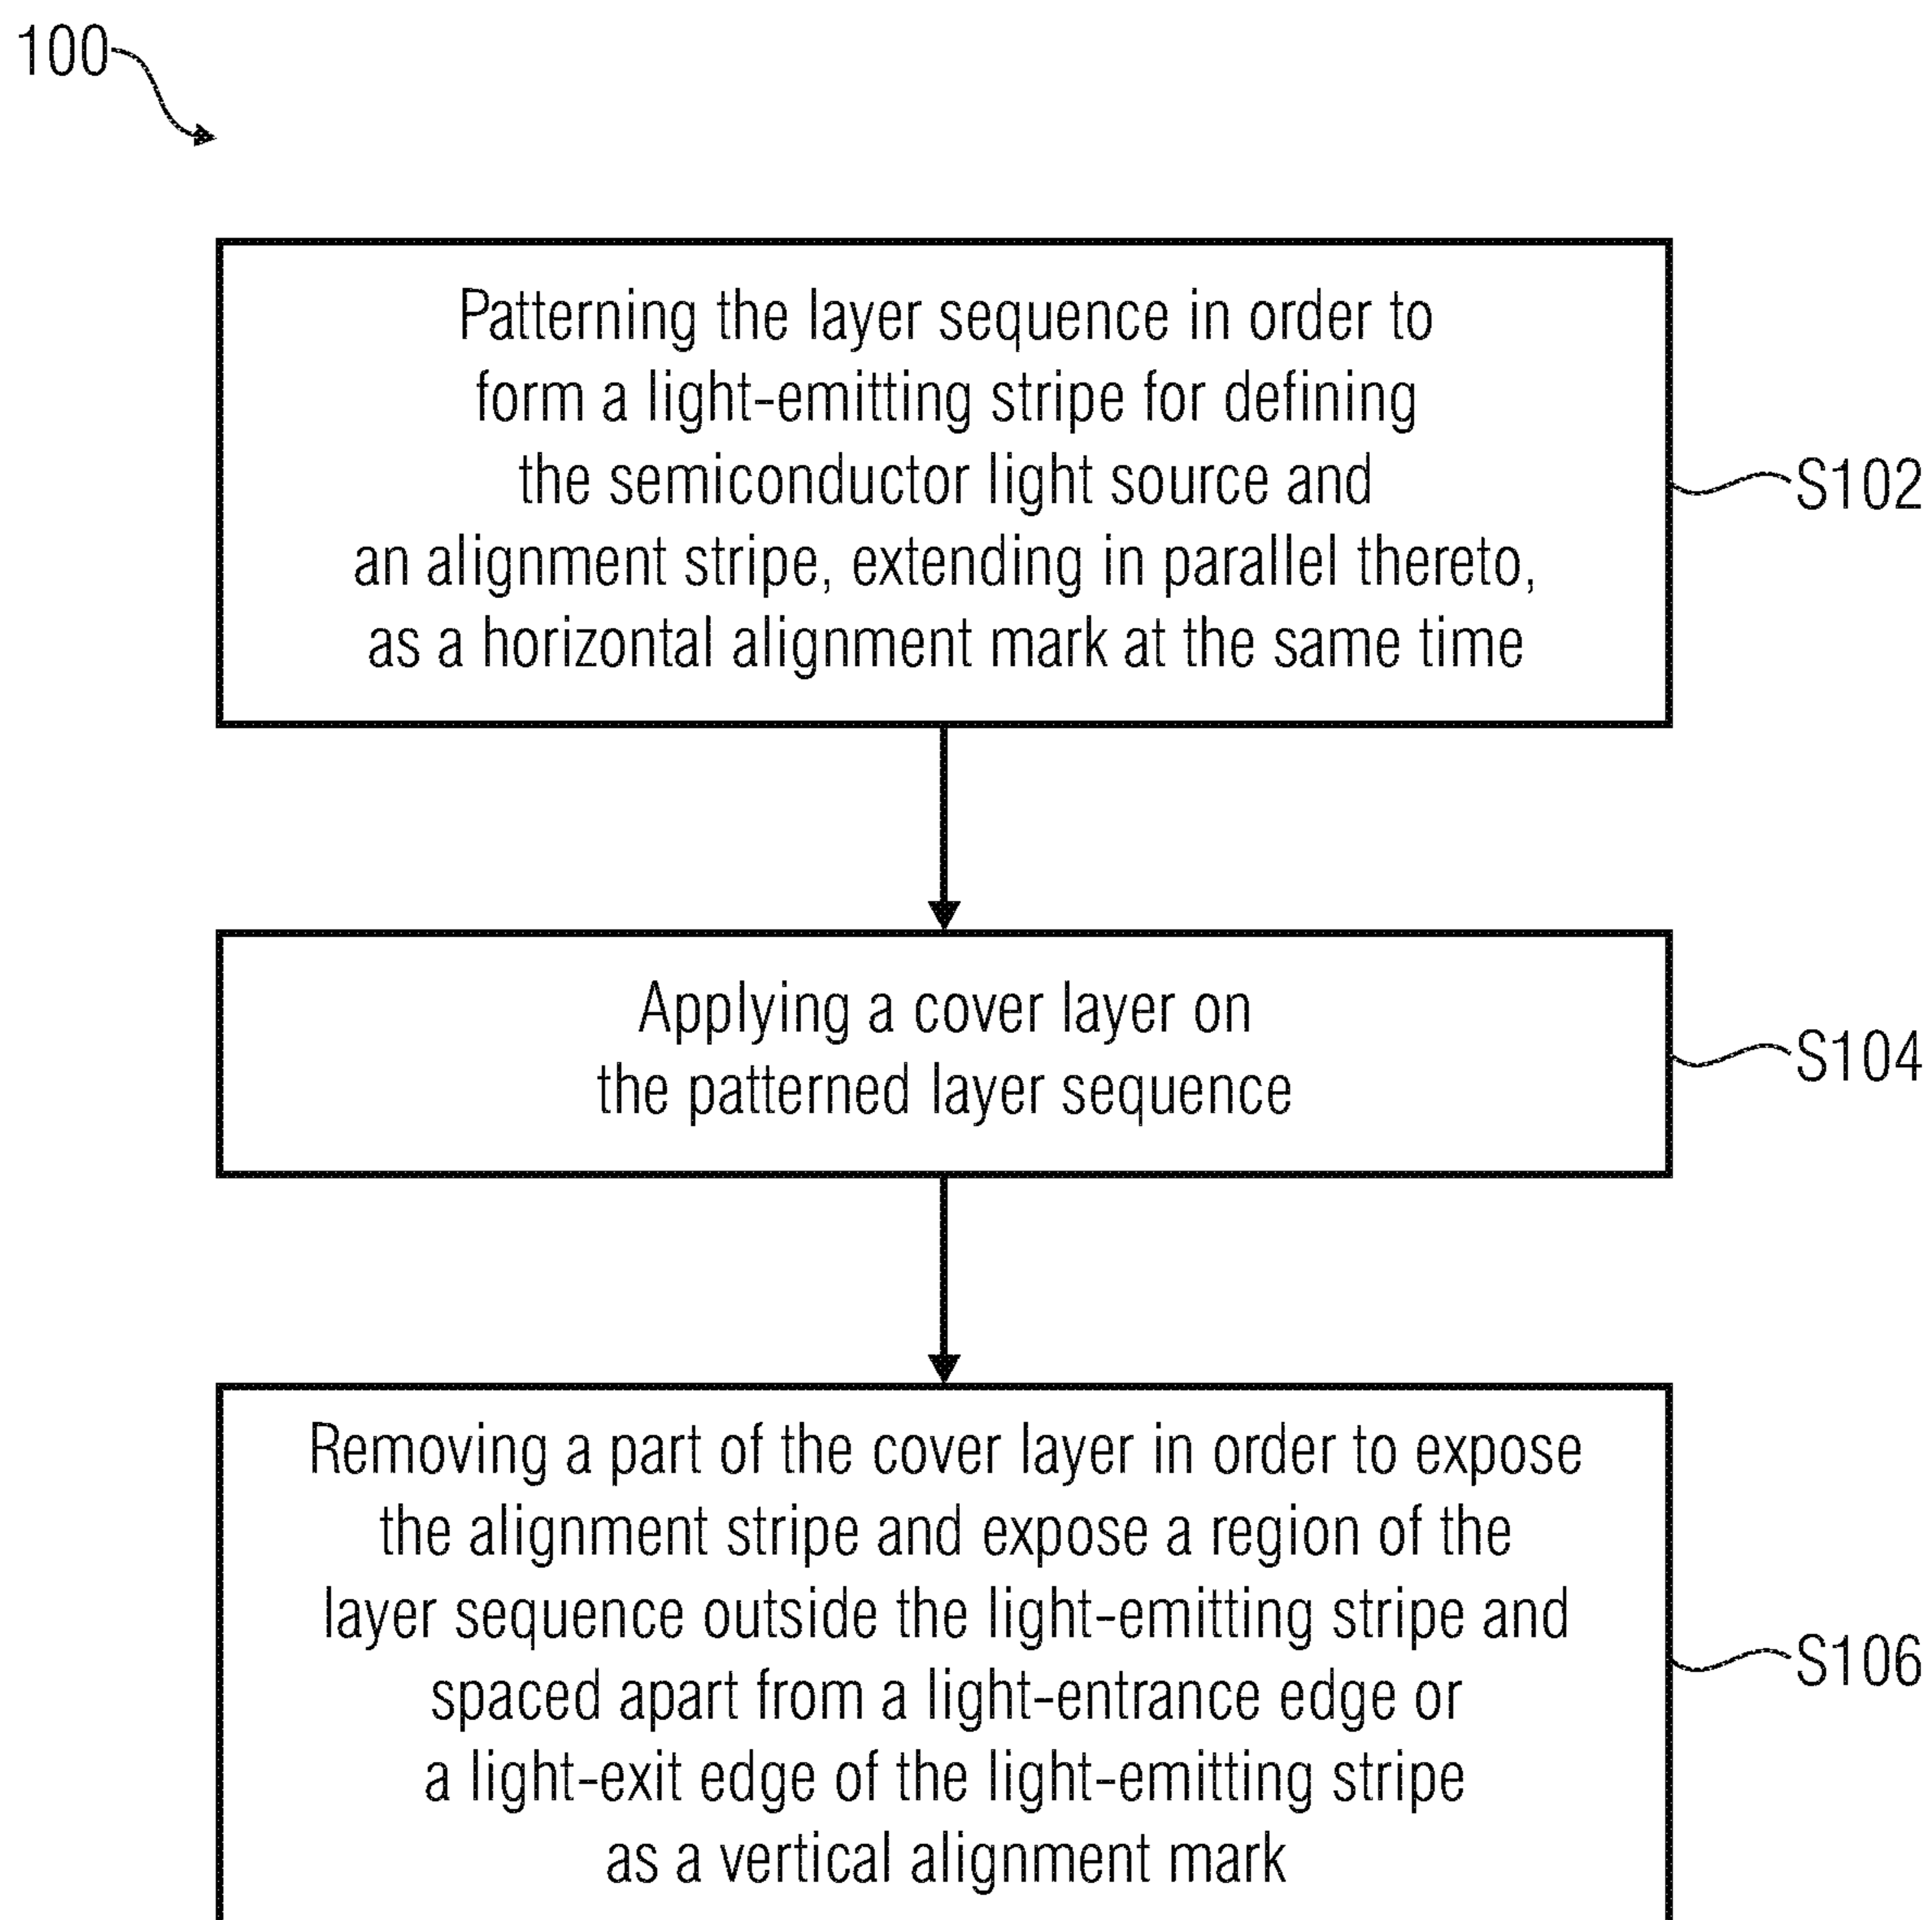 100
Patterning the layer sequence in order to
form a light-emitting stripe for defining
the semiconductor light source and
an alignment stripe, extending in parallel thereto,
as a horizontal alignment mark at the same time
S102
Applying a cover layer on
the patterned layer sequence
S104
Removing a part of the cover layer in order to expose
the alignment stripe and expose a region of the
layer sequence outside the light-emitting stripe and
spaced apart from a light-entrance edge or
a light-exit edge of the light-emitting stripe
as a vertical alignment mark
S106